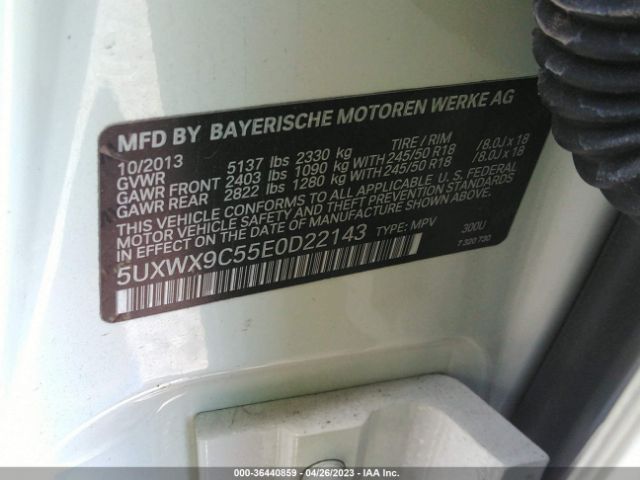 MFD BY BAYERISCHE MOTOREN WERKE AG
10/2013 TIRE / RIM
GVWR 5137 lbs 2330 kg
GAWR FRONT 2403 lbs 1090 kg WITH 245/50 R18 / 8.0J x 18
GAWR REAR 2822 lbs 1280 kg WITH 245/50 R18 / 8.0J x 18
THIS VEHICLE CONFORMS TO ALL APPLICABLE U. S. FEDERAL
MOTOR VEHICLE SAFETY AND THEFT PREVENTION STANDARDS
IN EFFECT ON THE DATE OF MANUFACTURE SHOWN ABOVE.
5UXWX9C55E0D22143 TYPE: MPV 300U
7 320 730
000-36440859 - 04/26/2023 - IAA Inc.